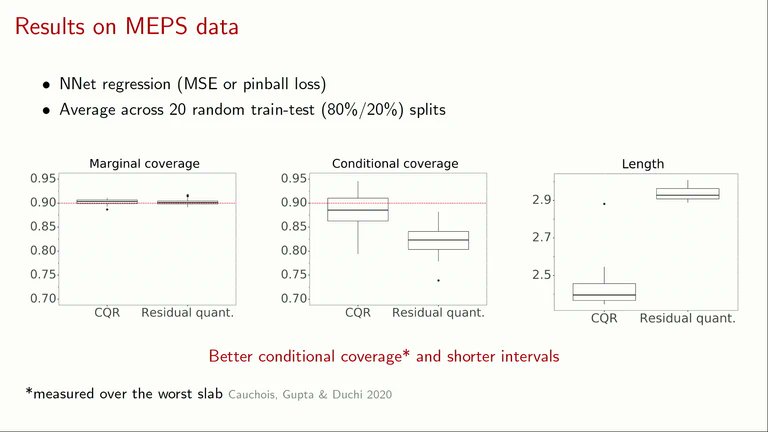 Results on MEPS data
• NNet regression (MSE or pinball loss)
• Average across 20 random train-test (80%/20%) splits
Marginal coverage
0.95
0.90
0.85
0.80
0.75
0.70
CQR Residual quant.
Conditional coverage
0.95
0.90
0.85
0.80
0.75
0.70
CQR Residual quant.
Length
2.9
2.7
2.5
CQR Residual quant.
Better conditional coverage* and shorter intervals
*measured over the worst slab Cauchois, Gupta & Duchi 2020